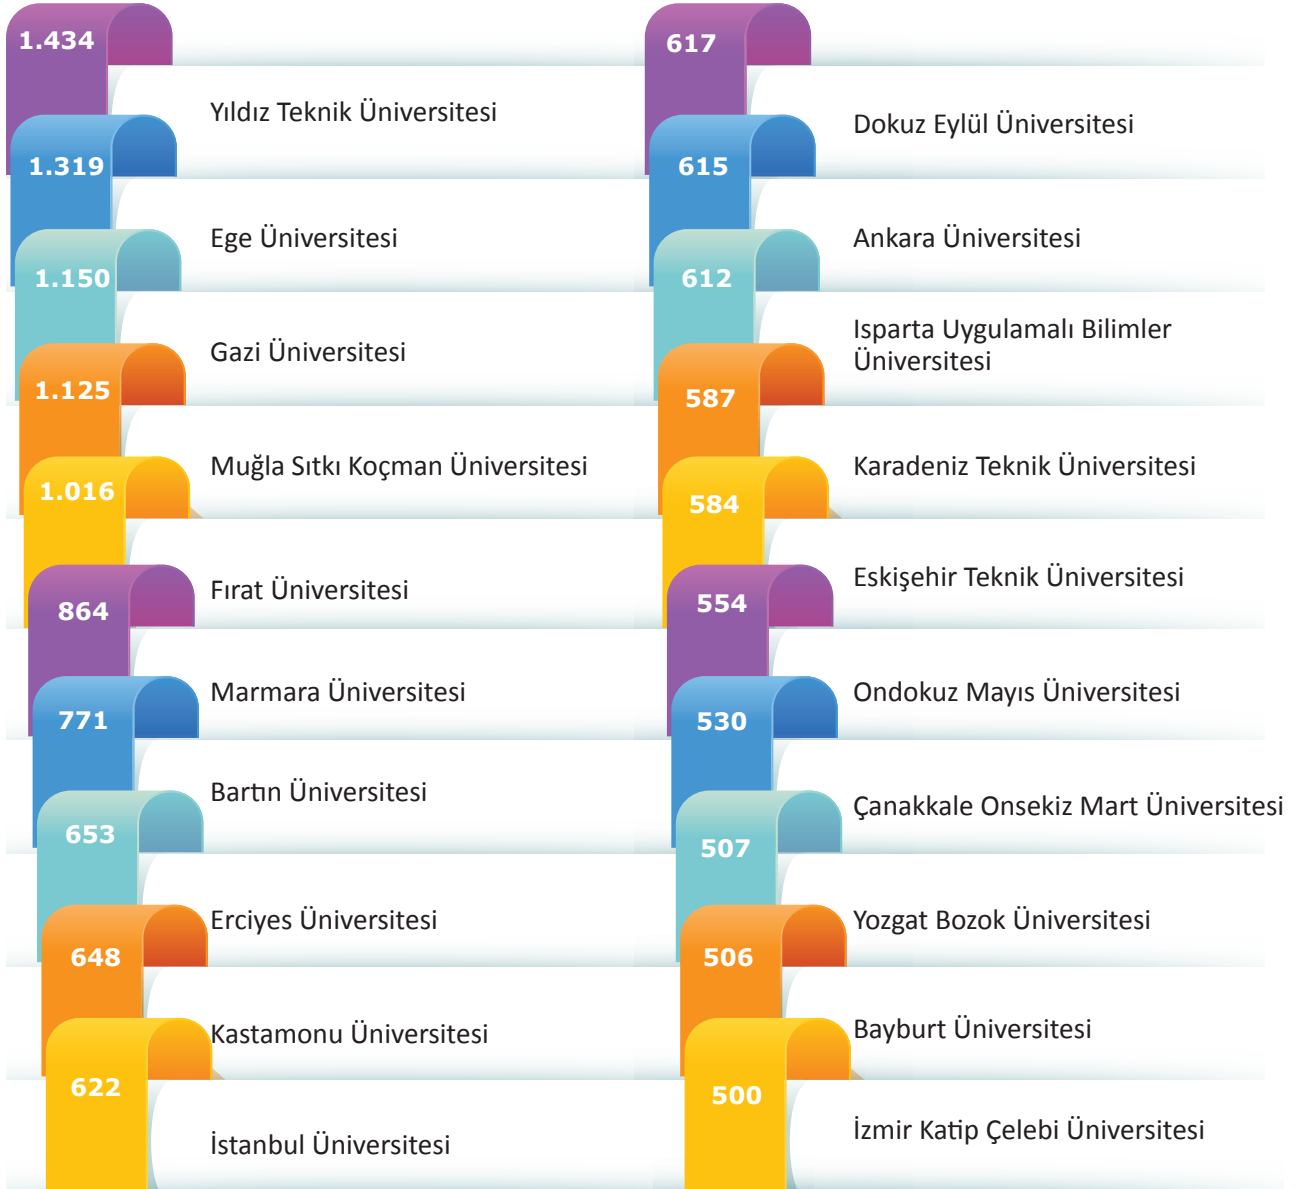 1.434
Yıldız Teknik Üniversitesi
1.319
Ege Üniversitesi
1.150
Gazi Üniversitesi
1.125
Muğla Sıtkı Koçman Üniversitesi
1.016
Fırat Üniversitesi
864
Marmara Üniversitesi
771
Bartın Üniversitesi
653
Erciyes Üniversitesi
648
Kastamonu Üniversitesi
622
İstanbul Üniversitesi
617
Dokuz Eylül Üniversitesi
615
Ankara Üniversitesi
612
Isparta Uygulamalı Bilimler
Üniversitesi
587
Karadeniz Teknik Üniversitesi
584
Eskişehir Teknik Üniversitesi
554
Ondokuz Mayıs Üniversitesi
530
Çanakkale Onsekiz Mart Üniversitesi
507
Yozgat Bozok Üniversitesi
506
Bayburt Üniversitesi
500
İzmir Katip Çelebi Üniversitesi